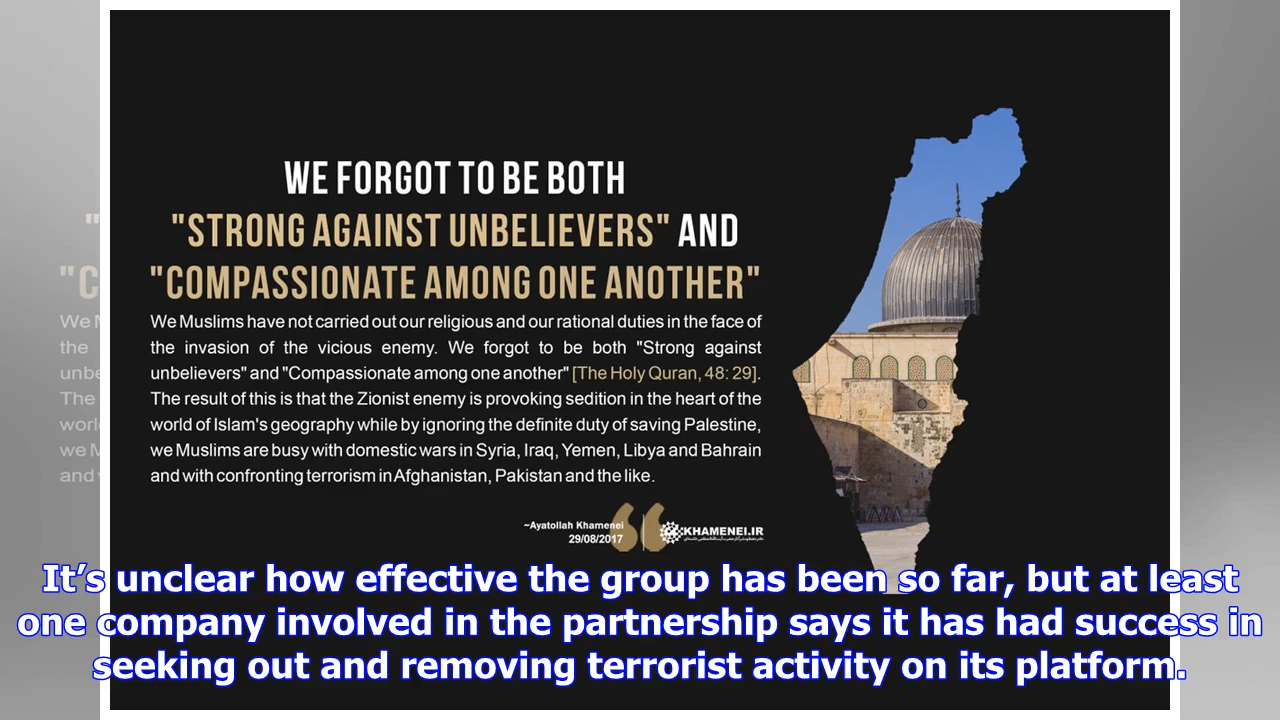 WE FORGOT TO BE BOTH
"STRONG AGAINST UNBELIEVERS" AND
"COMPASSIONATE AMONG ONE ANOTHER"
We Muslims have not carried out our religious and our rational duties in the face of
the invasion of the vicious enemy. We forgot to be both "Strong against
unbelievers" and "Compassionate among one another" [The Holy Quran, 48: 29].
The result of this is that the Zionist enemy is provoking sedition in the heart of the
world of Islam's geography while by ignoring the definite duty of saving Palestine,
we Muslims are busy with domestic wars in Syria, Iraq, Yemen, Libya and Bahrain
and with confronting terrorism in Afghanistan, Pakistan and the like.
~Ayatollah Khamenei
29/08/2017
KHAMENEI.IR
It’s unclear how effective the group has been so far, but at least
one company involved in the partnership says it has had success in
seeking out and removing terrorist activity on its platform.